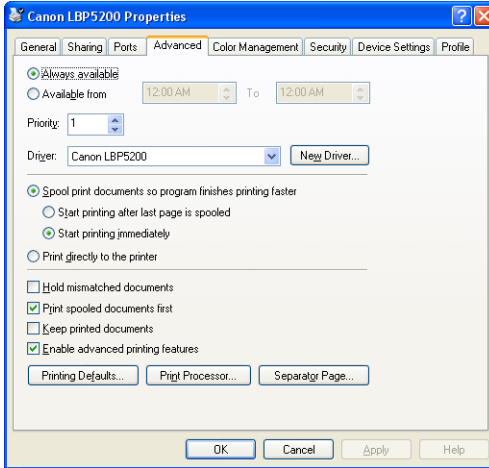 Canon LBP5200 Properties
General Sharing Ports Advanced Color Management Security Device Settings Profile
Always available
Available from 12:00 AM To 12:00 AM
Priority: 1
Driver: Canon LBP5200 New Driver...
Spool print documents so program finishes printing faster
Start printing after last page is spooled
Start printing immediately
Print directly to the printer
Hold mismatched documents
Print spooled documents first
Keep printed documents
Enable advanced printing features
Printing Defaults... Print Processor... Separator Page...
OK Cancel Apply Help